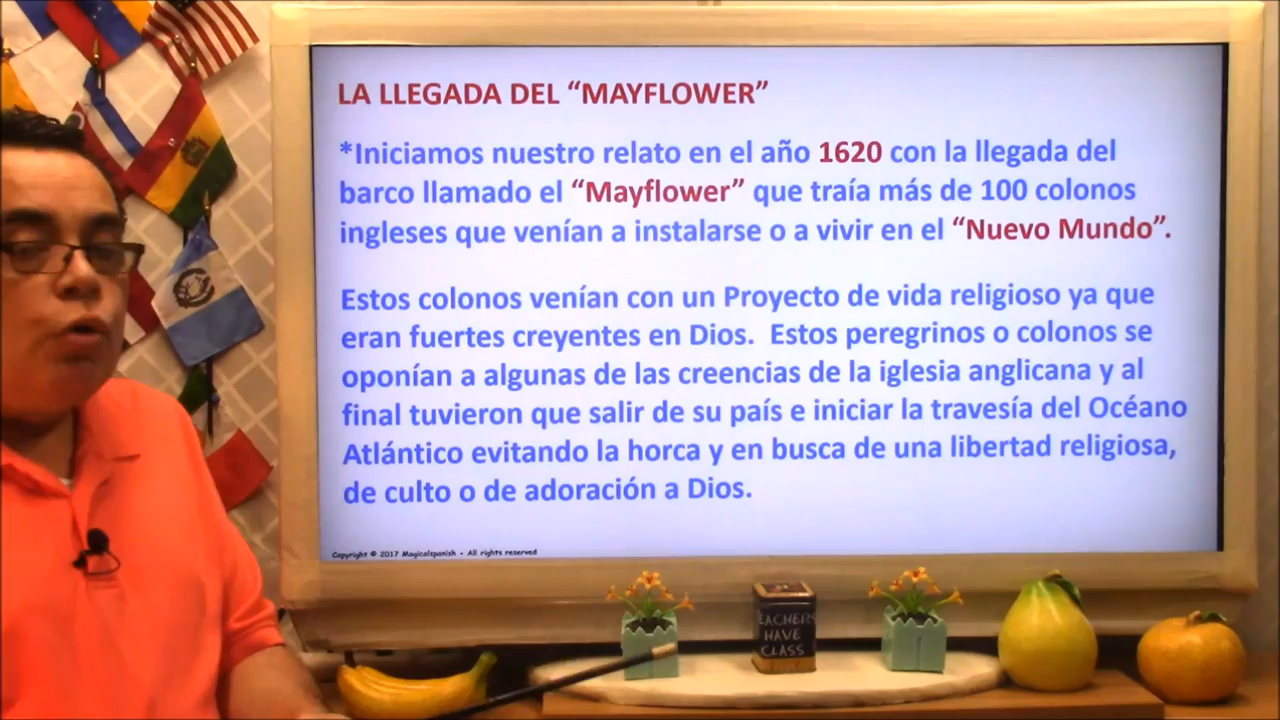 LA LLEGADA DEL “MAYFLOWER”
*Iniciamos nuestro relato en el año 1620 con la llegada del
barco llamado el “Mayflower” que traía más de 100 colonos
ingleses que venían a instalarse o a vivir en el “Nuevo Mundo”.
Estos colonos venían con un Proyecto de vida religioso ya que
eran fuertes creyentes en Dios.  Estos peregrinos o colonos se
oponían a algunas de las creencias de la iglesia anglicana y al
final tuvieron que salir de su país e iniciar la travesía del Océano
Atlántico evitando la horca y en busca de una libertad religiosa,
de culto o de adoración a Dios.
Copyright © 2017 Magicalspanish - All rights reserved
EACHERS
HAVE
CLASS